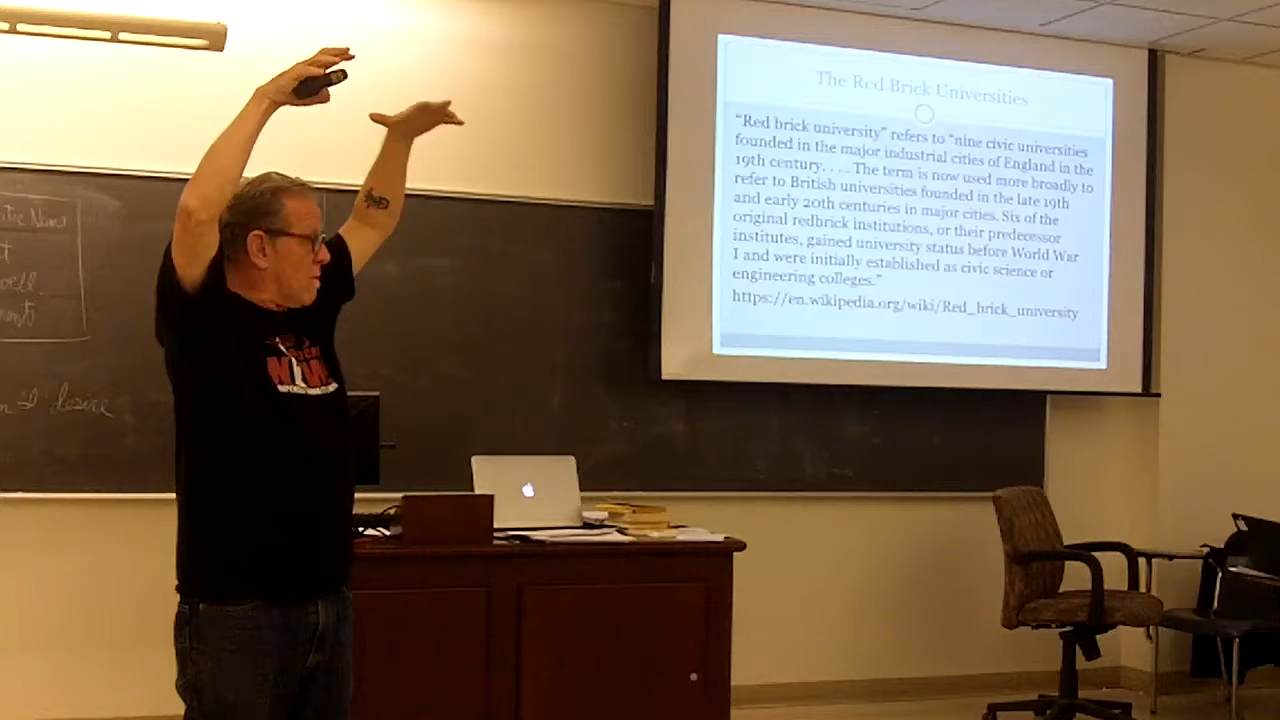 The Red Brick Universities
“Red brick university” refers to “nine civic universities
founded in the major industrial cities of England in the
19th century. . . . The term is now used more broadly to
refer to British universities founded in the late 19th
and early 20th centuries in major cities. Six of the
original redbrick institutions, or their predecessor
institutes, gained university status before World War
I and were initially established as civic science or
engineering colleges.”
https://en.wikipedia.org/wiki/Red_brick_university
Name
desire